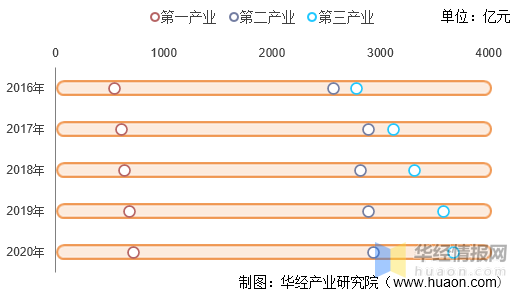 第一产业 第二产业 第三产业 单位：亿元
0 1000 2000 3000 4000
2016年
2017年
2018年
2019年
2020年
华经情报网
huaon.com
制图：华经产业研究院（www.huaon.com）